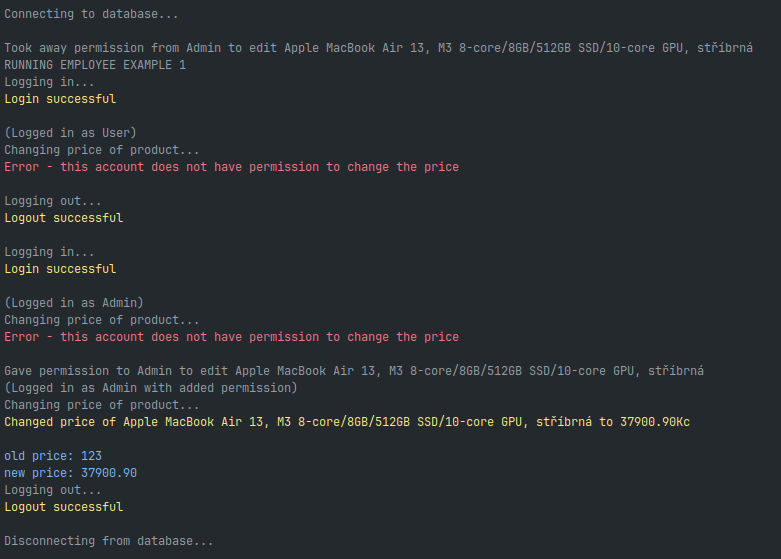 Connecting to database...
Took away permission from Admin to edit Apple MacBook Air 13, M3 8-core/8GB/512GB SSD/10-core GPU, stříbrná
RUNNING EMPLOYEE EXAMPLE 1
Logging in...
Login successful
(Logged in as User)
Changing price of product...
Error - this account does not have permission to change the price
Logging out...
Logout successful
Logging in...
Login successful
(Logged in as Admin)
Changing price of product...
Error - this account does not have permission to change the price
Gave permission to Admin to edit Apple MacBook Air 13, M3 8-core/8GB/512GB SSD/10-core GPU, stříbrná
(Logged in as Admin with added permission)
Changing price of product...
Changed price of Apple MacBook Air 13, M3 8-core/8GB/512GB SSD/10-core GPU, stříbrná to 37900.90Kc
old price: 123
new price: 37900.90
Logging out...
Logout successful
Disconnecting from database...